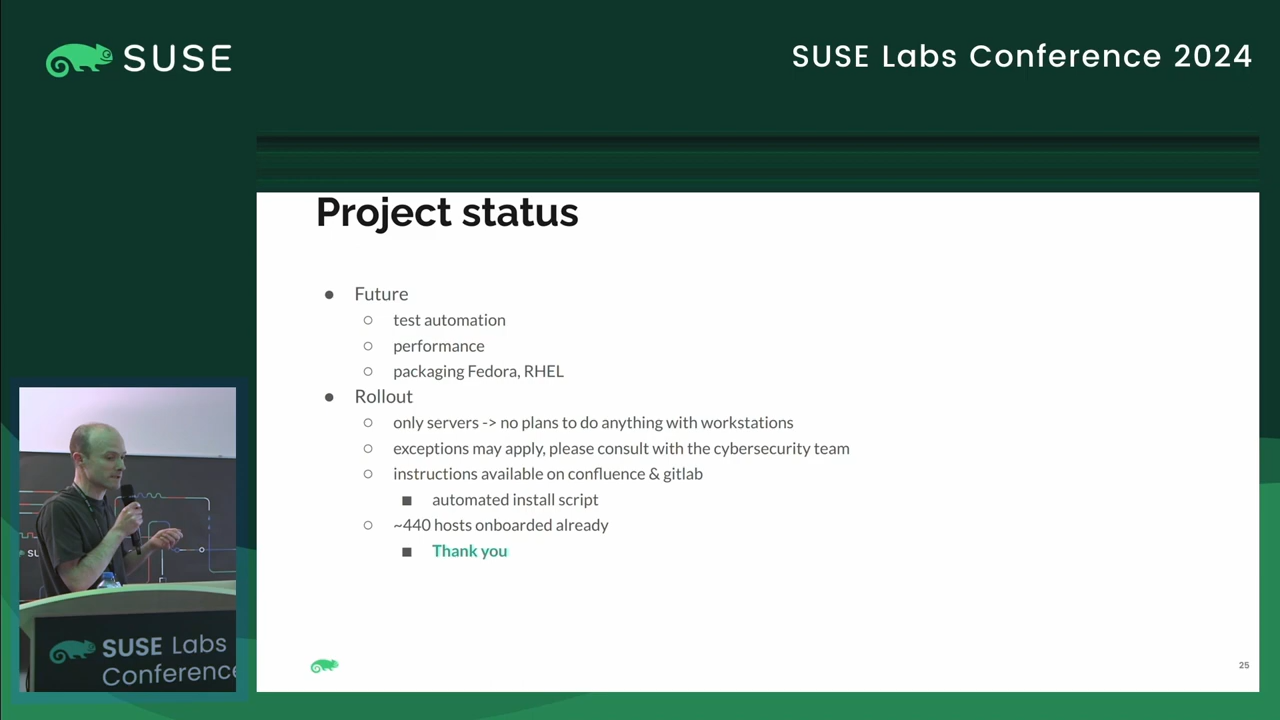 SUSE
SUSE Labs Conference 2024
Project status
● Future
○ test automation
○ performance
○ packaging Fedora, RHEL
● Rollout
○ only servers -> no plans to do anything with workstations
○ exceptions may apply, please consult with the cybersecurity team
○ instructions available on confluence & gitlab
■ automated install script
○ ~440 hosts onboarded already
■ Thank you
25
SUSE Labs
Conference